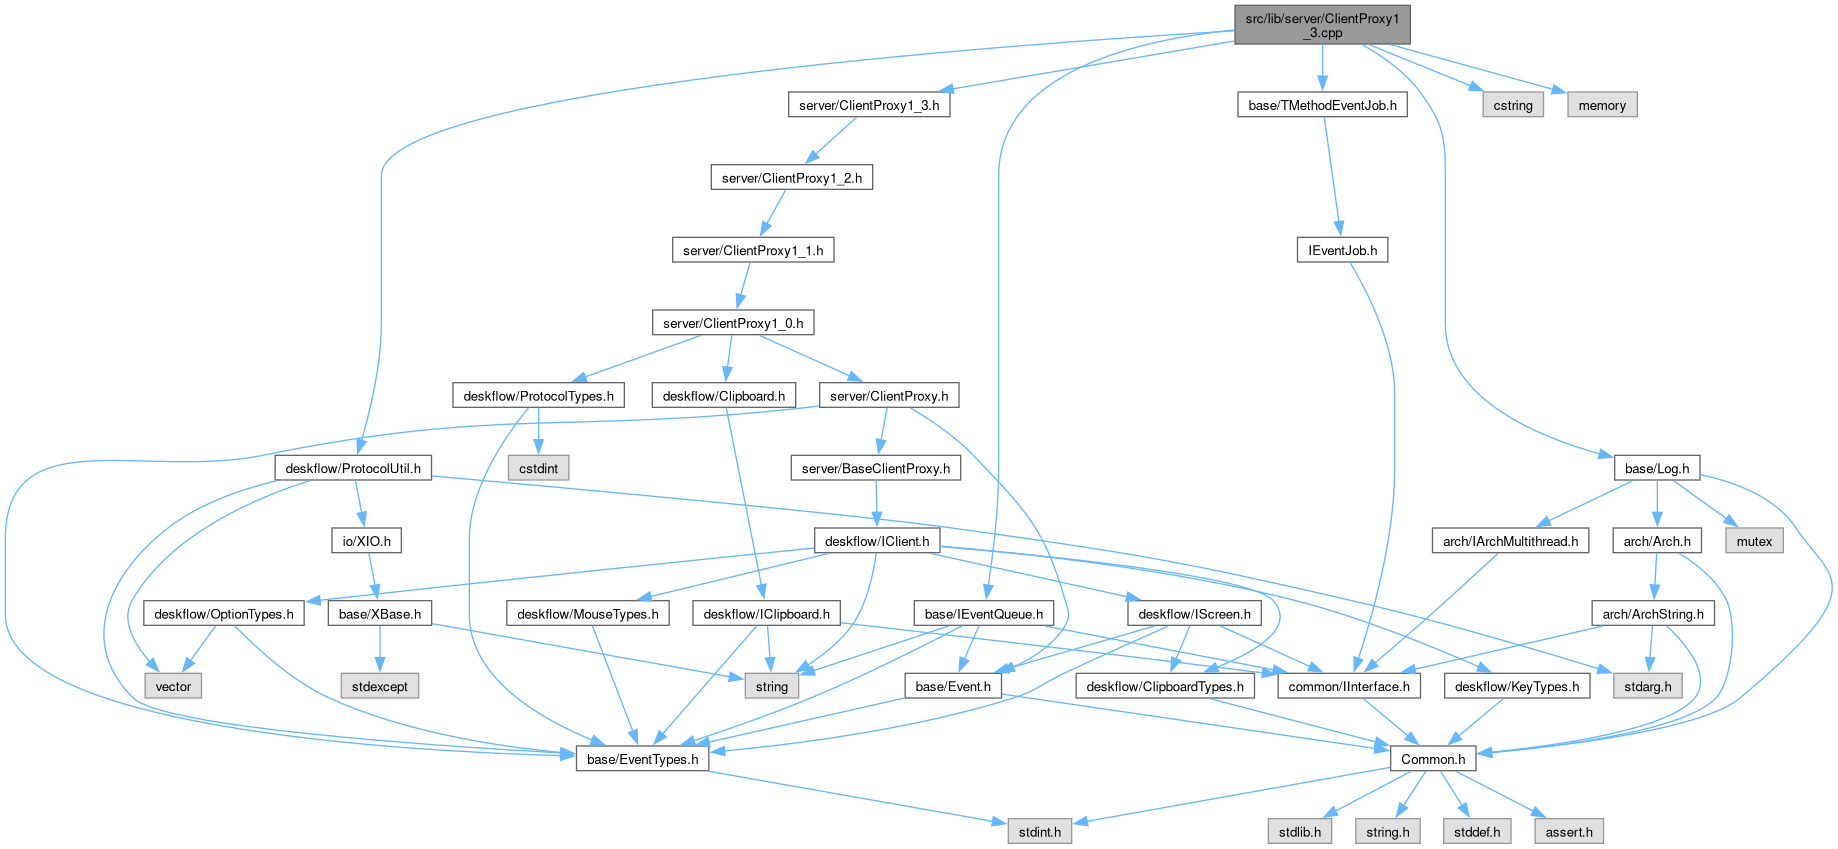 src/lib/server/ClientProxy1
_3.cpp
server/ClientProxy1_3.h
base/TMethodEventJob.h
cstring
memory
server/ClientProxy1_2.h
server/ClientProxy1_1.h
IEventJob.h
server/ClientProxy1_0.h
deskflow/ProtocolTypes.h
deskflow/Clipboard.h
server/ClientProxy.h
deskflow/ProtocolUtil.h
cstdint
server/BaseClientProxy.h
base/Log.h
io/XIO.h
deskflow/IClient.h
arch/IArchMultithread.h
arch/Arch.h
mutex
deskflow/OptionTypes.h
base/XBase.h
deskflow/MouseTypes.h
deskflow/IClipboard.h
base/IEventQueue.h
deskflow/IScreen.h
arch/ArchString.h
vector
stdexcept
string
base/Event.h
deskflow/ClipboardTypes.h
common/IInterface.h
deskflow/KeyTypes.h
stdarg.h
base/EventTypes.h
Common.h
stdint.h
stdlib.h
string.h
stddef.h
assert.h